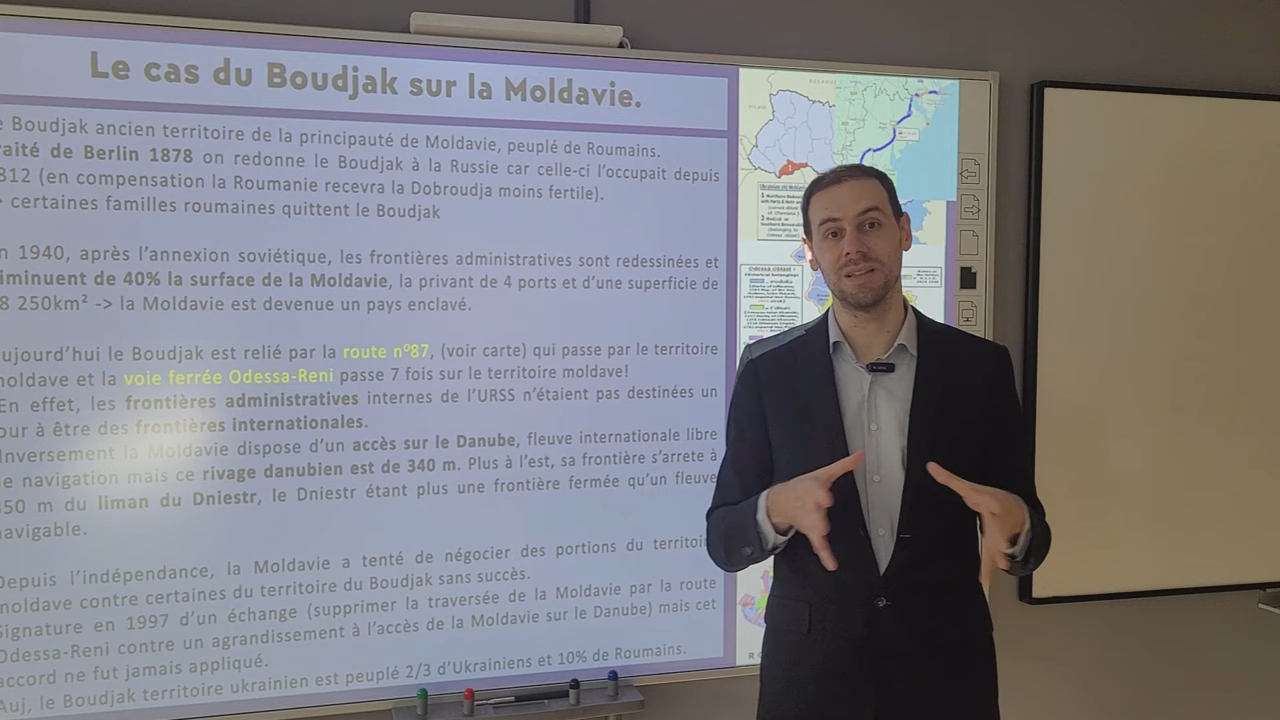 Le cas du Boudjak sur la Moldavie.
e Boudjak ancien territoire de la principauté de Moldavie, peuplé de Roumains.
raité de Berlin 1878 on redonne le Boudjak à la Russie car celle-ci l'occupait depuis
812 (en compensation la Roumanie recevra la Dobroudja moins fertile).
certaines familles roumaines quittent le Boudjak
n 1940, après l'annexion soviétique, les frontières administratives sont redessinées et
iminuent de 40% la surface de la Moldavie, la privant de ports et d'une superficie de
8 250km² --> la Moldavie est devenue un pays enclavé.
ujourd'hui le Boudjak est relié par la route n°87, (voir carte) qui passe par le territoire
moldave et la voie ferrée Odessa-Reni passe 7 fois sur le territoire moldave!
En effet, les frontières administratives internes de l'URSS n'étaient pas destinées un
our à être des frontières internationales.
Inversement la Moldavie dispose d'un accès sur le Danube, fleuve internationale libre
e navigation mais ce rivage danubien est de 340 m. Plus à l'est, sa frontière s'arrete à
50 m du liman du Dniestr, le Dniestr étant plus une frontière fermée qu'un fleuve
navigable.
Depuis l'indépendance, la Moldavie a tenté de négocier des portions du territoi
moldave contre certaines du territoire du Boudjak sans succès.
Signature en 1997 d'un échange (supprimer la traversée de la Moldavie par la route
Odessa-Reni contre un agrandissement à l'accès de la Moldavie sur le Danube) mais cet
accord ne fut jamais appliqué.
Auj, le Boudjak territoire ukrainien est peuplé 2/3 d'Ukrainiens et 10% de Roumains.